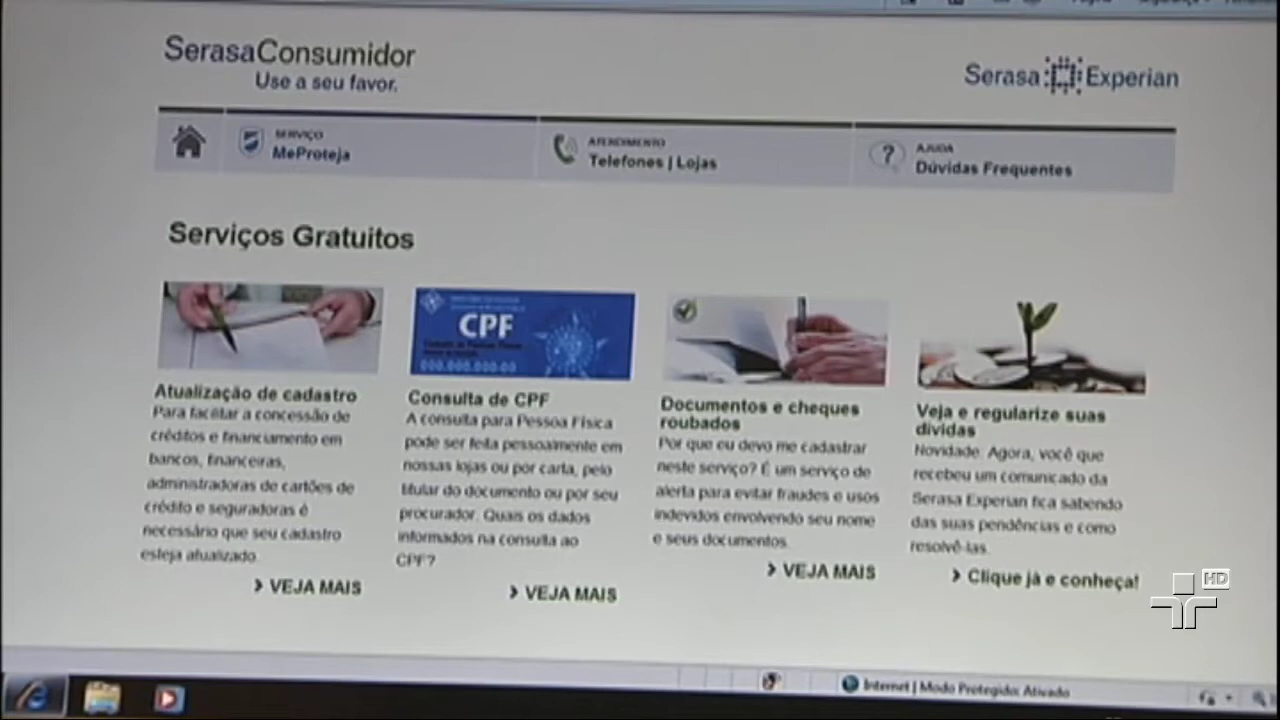 SerasaConsumidor
Use a seu favor.
Serasa Experian
SERVIÇO
MeProteja
ATENDIMENTO
Telefones | Lojas
AJUDA
Dúvidas Frequentes
Serviços Gratuitos
CPF
000.000.000-00
Atualização de cadastro
Para facilitar a concessão de
créditos e financiamento em
bancos, financeiras,
administradoras de cartões de
crédito e seguradoras é
necessário que seu cadastro
esteja atualizado.
VEJA MAIS
Consulta de CPF
A consulta para Pessoa Física
pode ser feita pessoalmente em
nossas lojas ou por carta, pelo
titular do documento ou por seu
procurador. Quais os dados
informados na consulta ao
CPF?
VEJA MAIS
Documentos e cheques
roubados
Por que eu devo me cadastrar
neste serviço? É um serviço de
alerta para evitar fraudes e usos
indevidos envolvendo seu nome
e seus documentos.
VEJA MAIS
Veja e regularize suas
dívidas
Novidade. Agora, você que
recebeu um comunicado da
Serasa Experian fica sabendo
das suas pendências e como
resolvê-las.
Clique já e conheça!
HD
Internet | Modo Protegido: Ativado